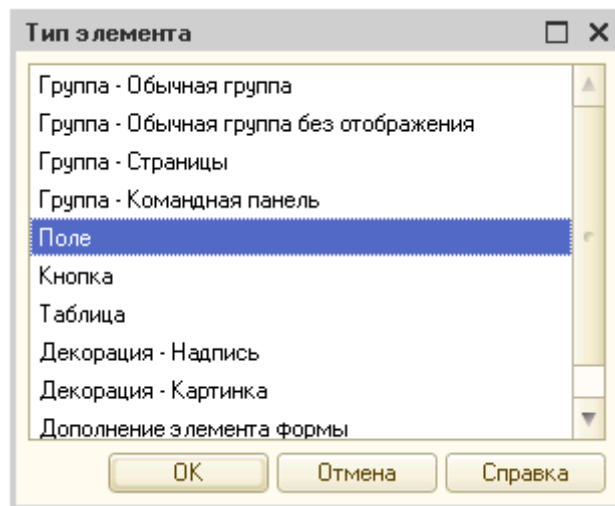 Тип элемента
Группа - Обычная группа
Группа - Обычная группа без отображения
Группа - Страницы
Группа - Командная панель
Поле
Кнопка
Таблица
Декорация - Надпись
Декорация - Картинка
Дополнение элемента формы
ОК Отмена Справка